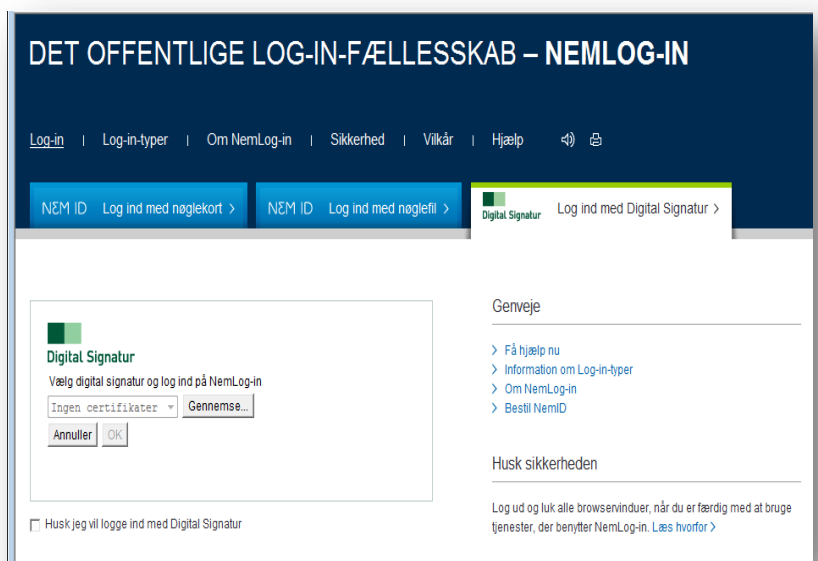 DET OFFENTLIGE LOG-IN-FÆLLESSKAB – NEMLOG-IN
Log-in | Log-in-typer | Om NemLog-in | Sikkerhed | Vilkår | Hjælp
NEM ID Log ind med nøglekort >
NEM ID Log ind med nøglefil >
Digital Signatur Log ind med Digital Signatur >
Digital Signatur
Vælg digital signatur og log ind på NemLog-in
Ingen certifikater Gennemse...
Annuller OK
Husk jeg vil logge ind med Digital Signatur
Genveje
> Få hjælp nu
> Information om Log-in-typer
> Om NemLog-in
> Bestil NemID
Husk sikkerheden
Log ud og luk alle browservinduer, når du er færdig med at bruge
tjenester, der benytter NemLog-in. Læs hvorfor >